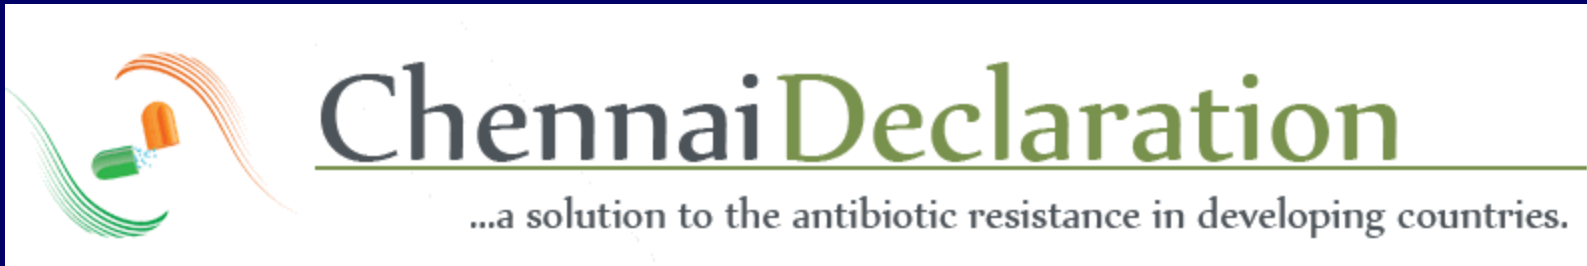 ChennaiDeclaration
...a solution to the antibiotic resistance in developing countries.